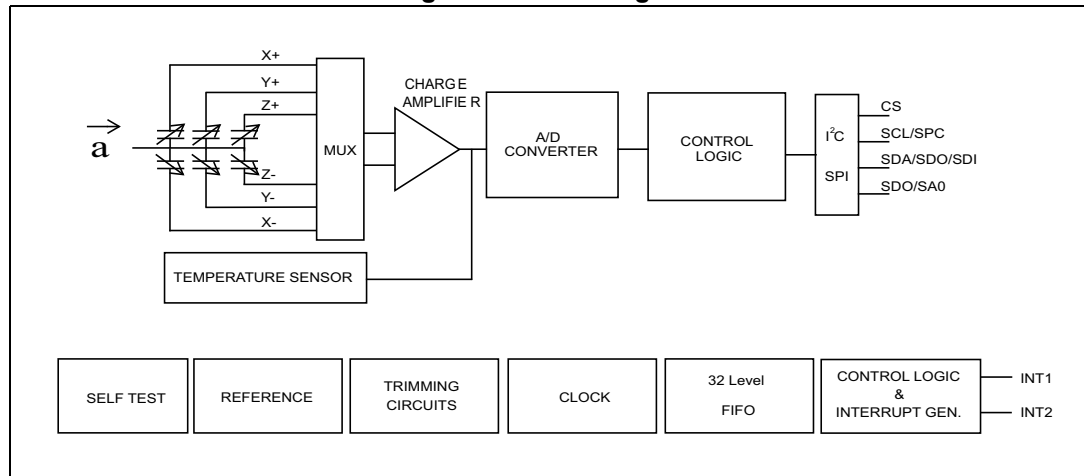 X+
Y+
Z+
a
Z-
Y-
X-
MUX
CHARGE
AMPLIFIE R
A/D
CONVERTER
CONTROL
LOGIC
I2C
SPI
CS
SCL/SPC
SDA/SDO/SDI
SDO/SA0
TEMPERATURE SENSOR
SELF TEST
REFERENCE
TRIMMING
CIRCUITS
CLOCK
32 Level
FIFO
CONTROL LOGIC
&
INTERRUPT GEN.
INT1
INT2